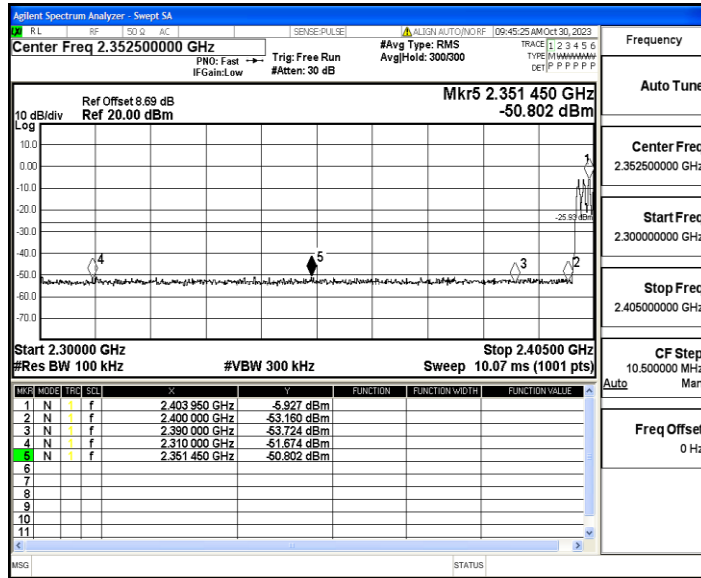 Agilent Spectrum Analyzer - Swept SA
RL RF 50 Ω AC SENSE:PULSE ALIGN AUTO/NO RF 09:45:25 AM Oct 30, 2023
Center Freq 2.352500000 GHz
PNO: Fast
IFGain:Low
Trig: Free Run
#Atten: 30 dB
#Avg Type: RMS
Avg|Hold: 300/300
TRACE 1 2 3 4 5 6
TYPE M W W W W W
DET P P P P P P
Ref Offset 8.69 dB
10 dB/div Ref 20.00 dBm
Log
Mkr5 2.351 450 GHz
-50.802 dBm
10.0
0.00
-10.0
-20.0
-30.0
-40.0
-50.0
-60.0
-70.0
1
-25.93 dBm
4
5
3
2
Start 2.30000 GHz Stop 2.40500 GHz
#Res BW 100 kHz #VBW 300 kHz Sweep 10.07 ms (1001 pts)
MKR MODE TRC SCL X Y FUNCTION FUNCTION WIDTH FUNCTION VALUE
1 N 1 f 2.403 950 GHz -5.927 dBm
2 N 1 f 2.400 000 GHz -53.160 dBm
3 N 1 f 2.390 000 GHz -53.724 dBm
4 N 1 f 2.310 000 GHz -51.674 dBm
5 N 1 f 2.351 450 GHz -50.802 dBm
6
7
8
9
10
11
MSG STATUS
Frequency
Auto Tune
Center Freq
2.352500000 GHz
Start Freq
2.300000000 GHz
Stop Freq
2.405000000 GHz
CF Step
10.500000 MHz
Auto Man
Freq Offset
0 Hz